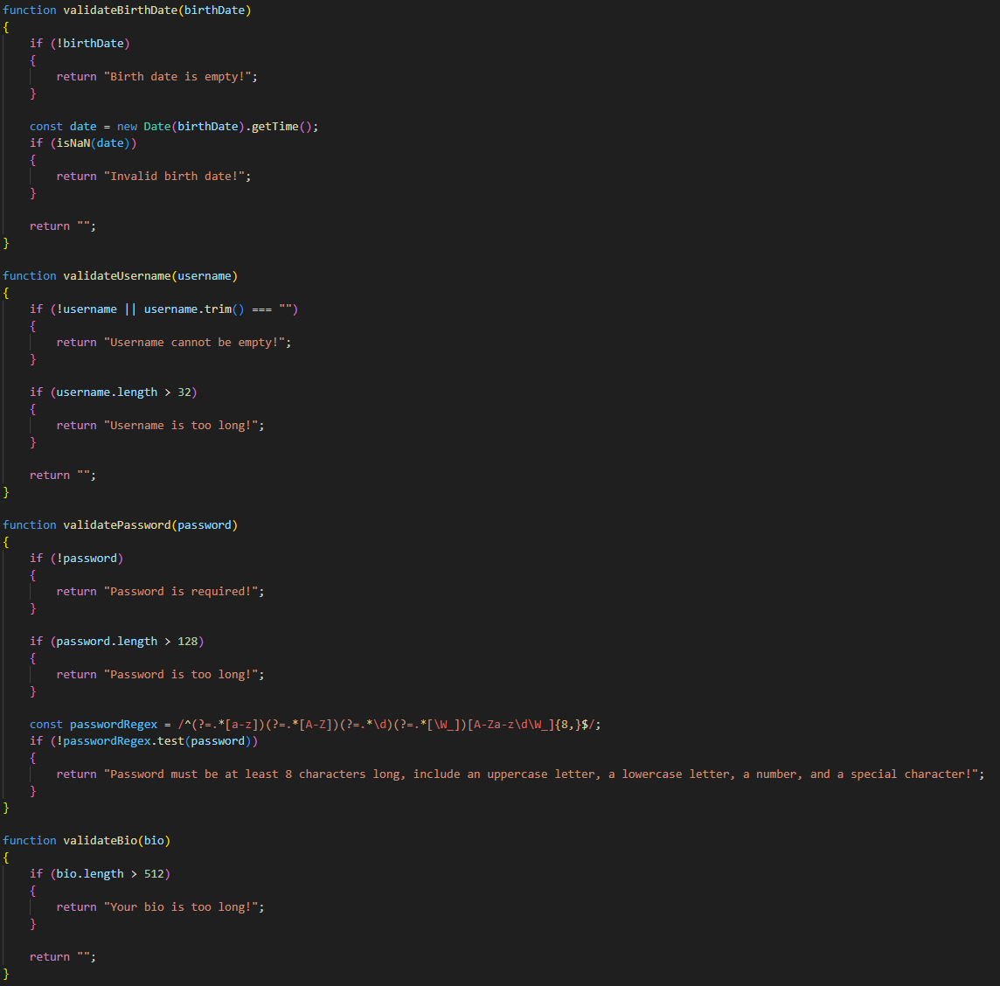 function validateBirthDate(birthDate)
{
    if (!birthDate)
    {
        return "Birth date is empty!";
    }

    const date = new Date(birthDate).getTime();
    if (isNaN(date))
    {
        return "Invalid birth date!";
    }

    return "";
}

function validateUsername(username)
{
    if (!username || username.trim() === "")
    {
        return "Username cannot be empty!";
    }

    if (username.length > 32)
    {
        return "Username is too long!";
    }

    return "";
}

function validatePassword(password)
{
    if (!password)
    {
        return "Password is required!";
    }

    if (password.length > 128)
    {
        return "Password is too long!";
    }

    const passwordRegex = /^(?=.*[a-z])(?=.*[A-Z])(?=.*\d)(?=.*[\W_])[A-Za-z\d\W_]{8,}$/;
    if (!passwordRegex.test(password))
    {
        return "Password must be at least 8 characters long, include an uppercase letter, a lowercase letter, a number, and a special character!";
    }
}

function validateBio(bio)
{
    if (bio.length > 512)
    {
        return "Your bio is too long!";
    }

    return "";
}